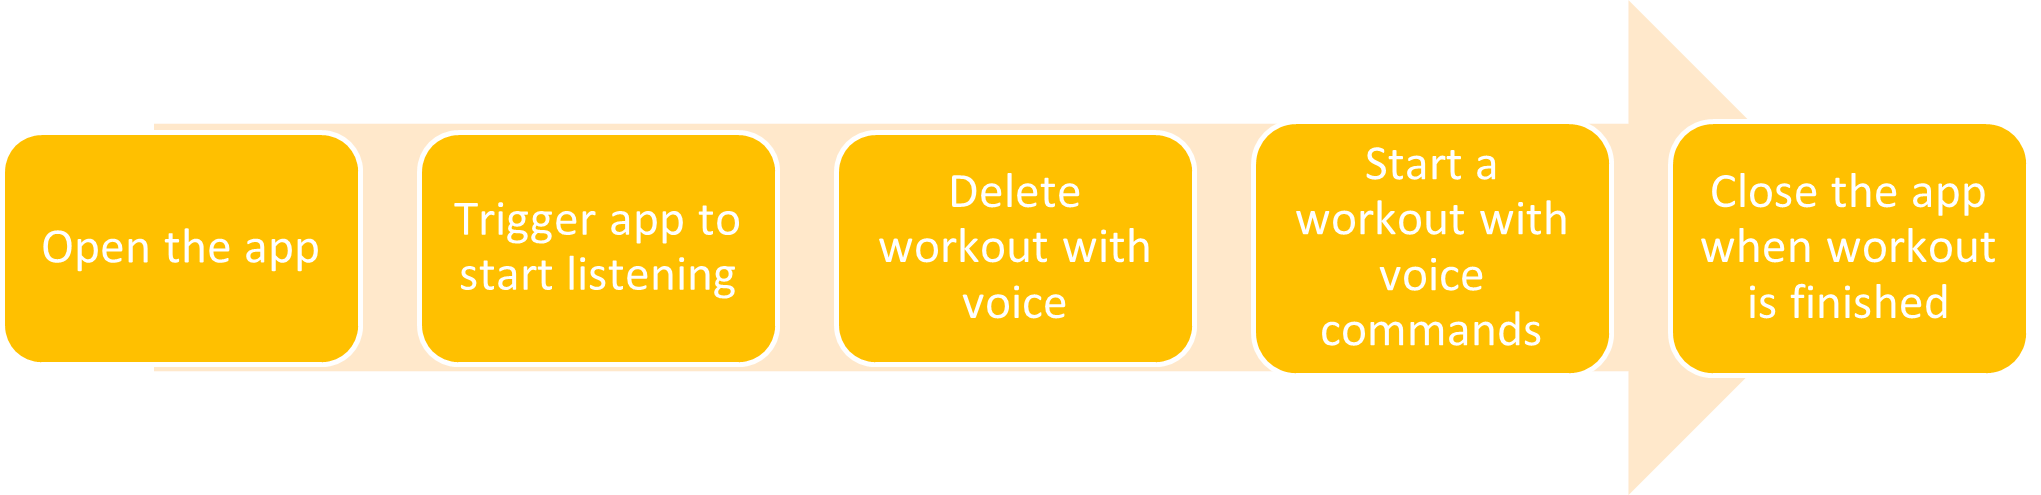 Open the app
Trigger app to
start listening
Delete
workout with
voice
Start a
workout with
voice
commands
Close the app
when workout
is finished